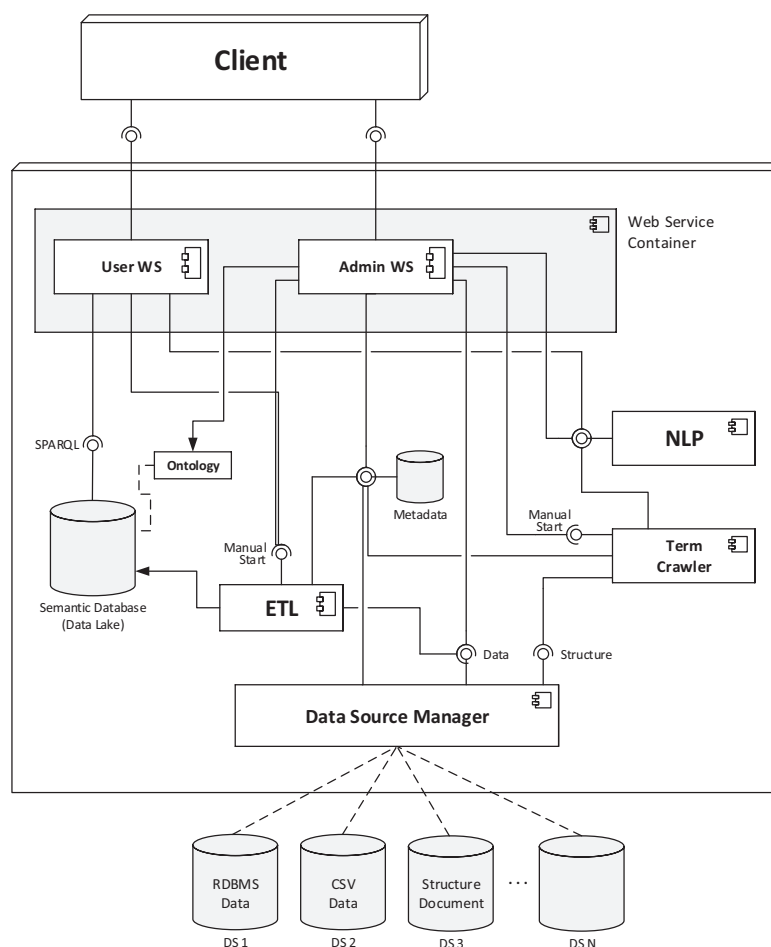 Client
Web Service
Container
User WS
Admin WS
SPARQL
Ontology
NLP
Metadata
Manual
Start
Term
Crawler
Manual
Start
ETL
Semantic Database
(Data Lake)
Data
Structure
Data Source Manager
RDBMS
Data
CSV
Data
Structure
Document
...
DS 1
DS 2
DS 3
DS N